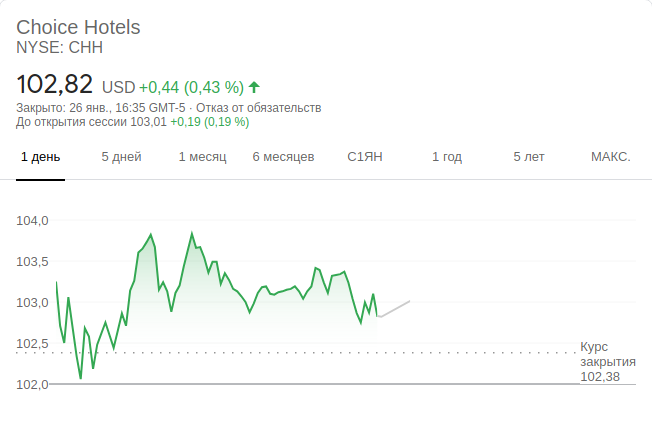 Choice Hotels
NYSE: CHH
102,82 USD +0,44 (0,43 %)
Закрыто: 26 янв., 16:35 GMT-5 · Отказ от обязательств
До открытия сессии 103,01 +0,19 (0,19 %)
1 день 5 дней 1 месяц 6 месяцев С1ЯН 1 год 5 лет МАКС.
104,0
103,5
103,0
102,5
102,0
Курс
закрытия
102,38